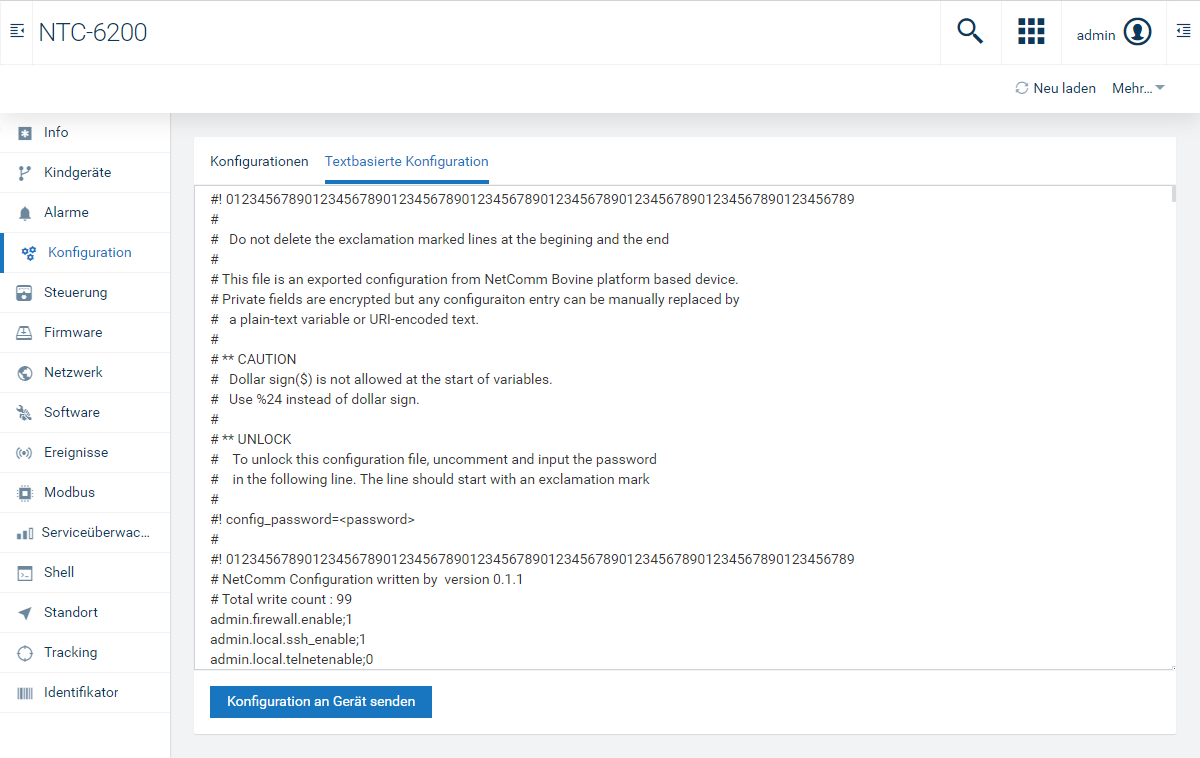 NTC-6200
admin
Neu laden
Mehr...
Info
Kindgeräte
Alarme
Konfiguration
Steuerung
Firmware
Netzwerk
Software
Ereignisse
Modbus
Serviceüberwac...
Shell
Standort
Tracking
Identifikator
Konfigurationen
Textbasierte Konfiguration
#! 01234567890123456789012345678901234567890123456789012345678901234567890123456789
#
#   Do not delete the exclamation marked lines at the begining and the end
#
# This file is an exported configuration from NetComm Bovine platform based device.
# Private fields are encrypted but any configuraiton entry can be manually replaced by
#   a plain-text variable or URI-encoded text.
#
# ** CAUTION
#   Dollar sign($) is not allowed at the start of variables.
#   Use %24 instead of dollar sign.
#
# ** UNLOCK
#    To unlock this configuration file, uncomment and input the password
#    in the following line. The line should start with an exclamation mark
#
#! config_password=<password>
#
#! 01234567890123456789012345678901234567890123456789012345678901234567890123456789
# NetComm Configuration written by  version 0.1.1
# Total write count : 99
admin.firewall.enable;1
admin.local.ssh_enable;1
admin.local.telnetenable;0
Konfiguration an Gerät senden